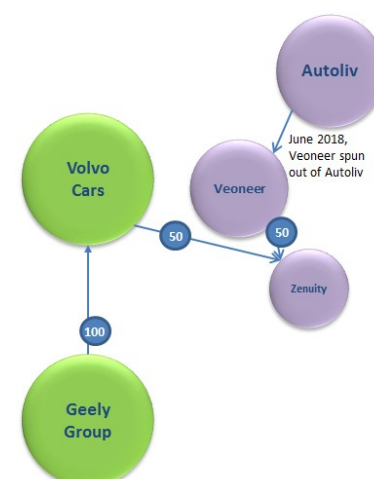 Autoliv
June 2018,
Veoneer spun
out of Autoliv
Volvo
Cars
Veoneer
50
50
Zenuity
100
Geely
Group